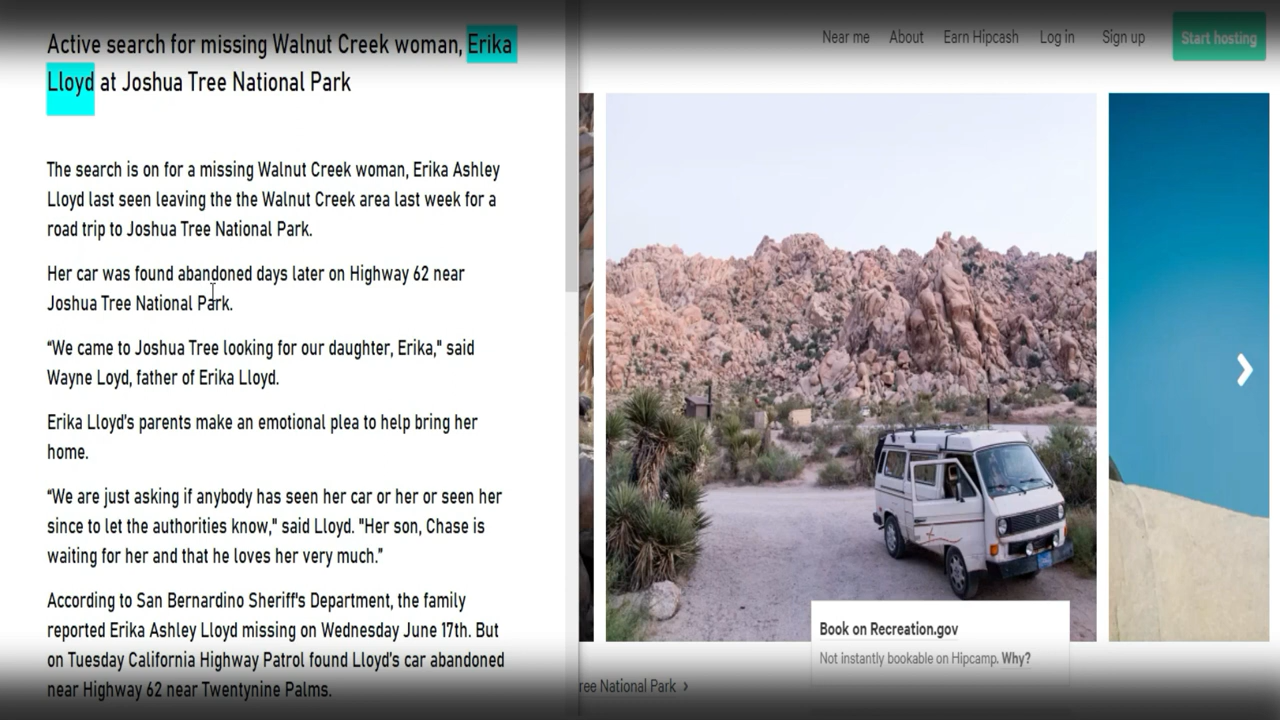 Active search for missing Walnut Creek woman, Erika
Lloyd at Joshua Tree National Park
The search is on for a missing Walnut Creek woman, Erika Ashley
Lloyd last seen leaving the the Walnut Creek area last week for a
road trip to Joshua Tree National Park.
Her car was found abandoned days later on Highway 62 near
Joshua Tree National Park.
“We came to Joshua Tree looking for our daughter, Erika," said
Wayne Loyd, father of Erika Lloyd.
Erika Lloyd's parents make an emotional plea to help bring her
home.
“We are just asking if anybody has seen her car or her or seen her
since to let the authorities know," said Lloyd. "Her son, Chase is
waiting for her and that he loves her very much.”
According to San Bernardino Sheriff's Department, the family
reported Erika Ashley Lloyd missing on Wednesday June 17th. But
on Tuesday California Highway Patrol found Lloyd's car abandoned
near Highway 62 near Twentynine Palms.
Near me About Earn Hipcash Log in Sign up Start hosting
Book on Recreation.gov
Not instantly bookable on Hipcamp. Why?
ree National Park >